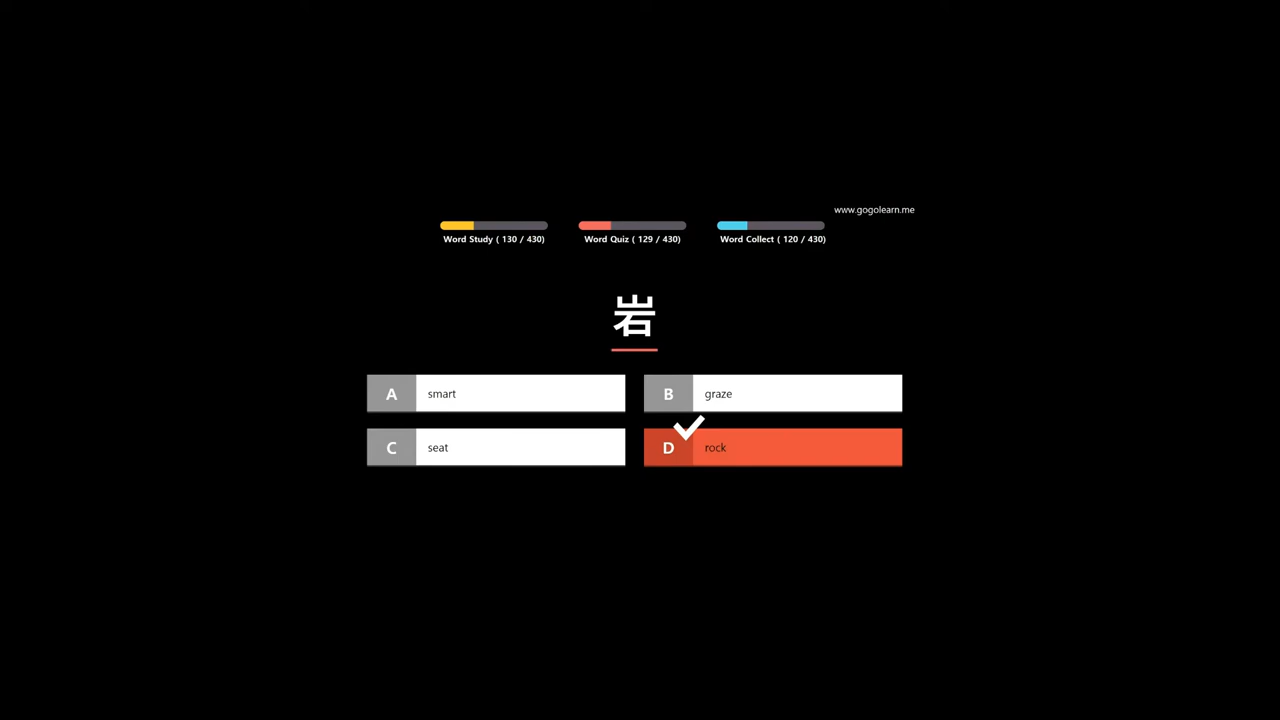 www.gogolearn.me
Word Study ( 130 / 430)
Word Quiz ( 129 / 430)
Word Collect ( 120 / 430)
岩
A smart
B graze
C seat
D rock